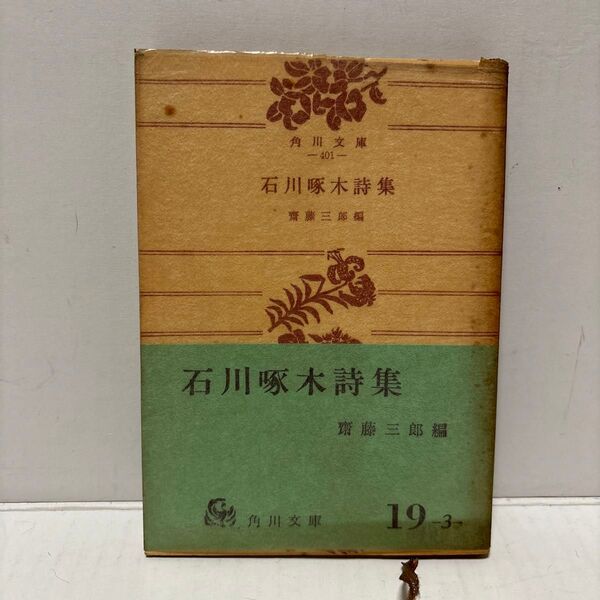 角川文庫
—401—
石川啄木詩集
齋藤三郎編
石川啄木詩集
齋藤三郎編
角川文庫
19—3—